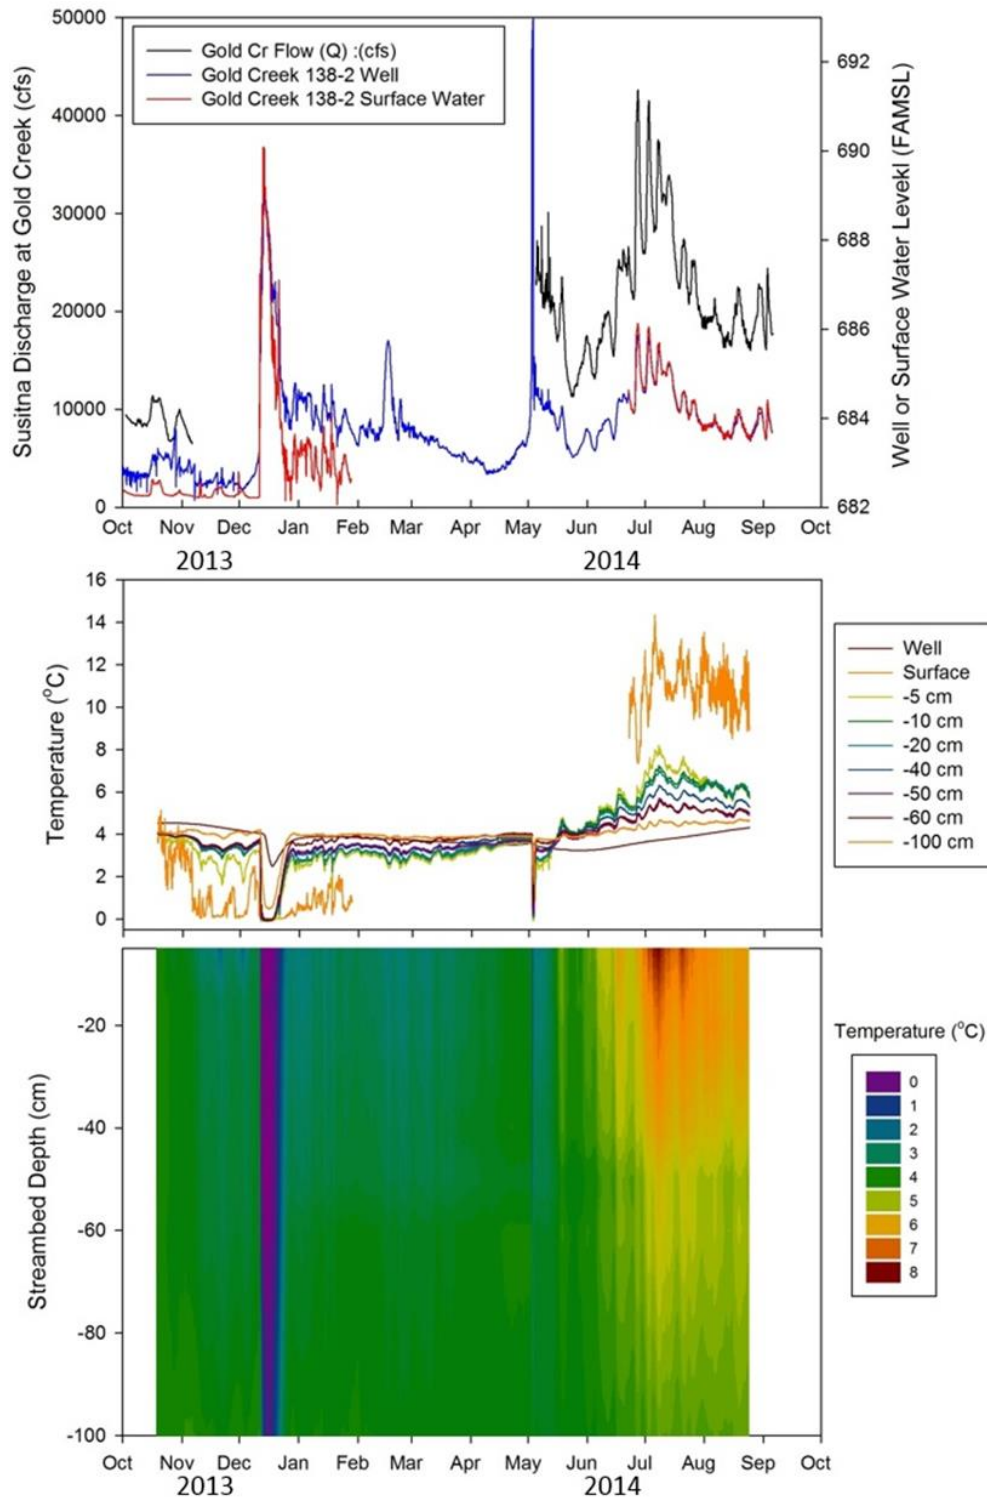 Susitna Discharge at Gold Creek (cfs)
50000
40000
30000
20000
10000
0
Gold Cr Flow (Q) :(cfs)
Gold Creek 138-2 Well
Gold Creek 138-2 Surface Water
692
690
688
686
684
682
Well or Surface Water Levekl (FAMSL)
Oct Nov Dec Jan Feb Mar Apr May Jun Jul Aug Sep Oct
2013 2014
Temperature (°C)
16
14
12
10
8
6
4
2
0
Well
Surface
-5 cm
-10 cm
-20 cm
-40 cm
-50 cm
-60 cm
-100 cm
Streambed Depth (cm)
-20
-40
-60
-80
-100
Temperature (°C)
0
1
2
3
4
5
6
7
8
Oct Nov Dec Jan Feb Mar Apr May Jun Jul Aug Sep Oct
2013 2014